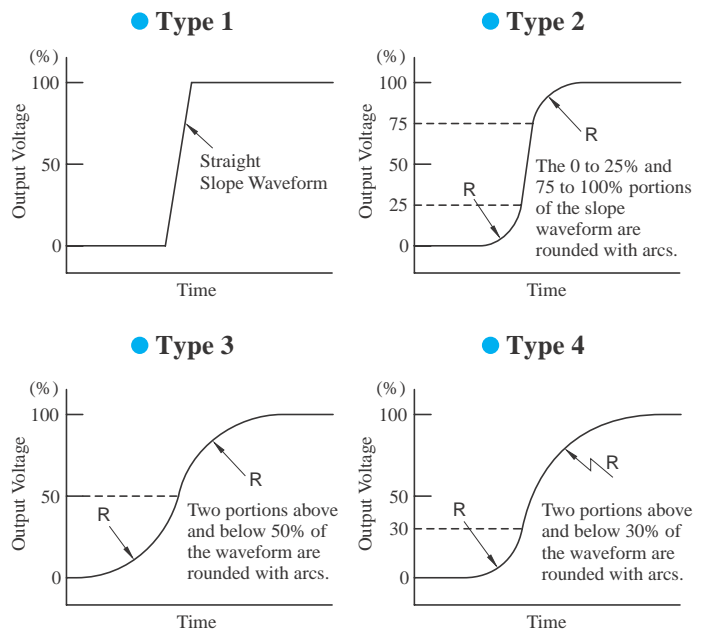 Type 1
(%)
100
50
0
Output Voltage
Straight
Slope Waveform
Time
Type 2
(%)
100
75
50
25
0
Output Voltage
R
R
The 0 to 25% and
75 to 100% portions
of the slope
waveform are
rounded with arcs.
Time
Type 3
(%)
100
50
0
Output Voltage
R
R
Two portions above
and below 50% of
the waveform are
rounded with arcs.
Time
Type 4
(%)
100
50
30
0
Output Voltage
R
R
Two portions above
and below 30% of
the waveform are
rounded with arcs.
Time